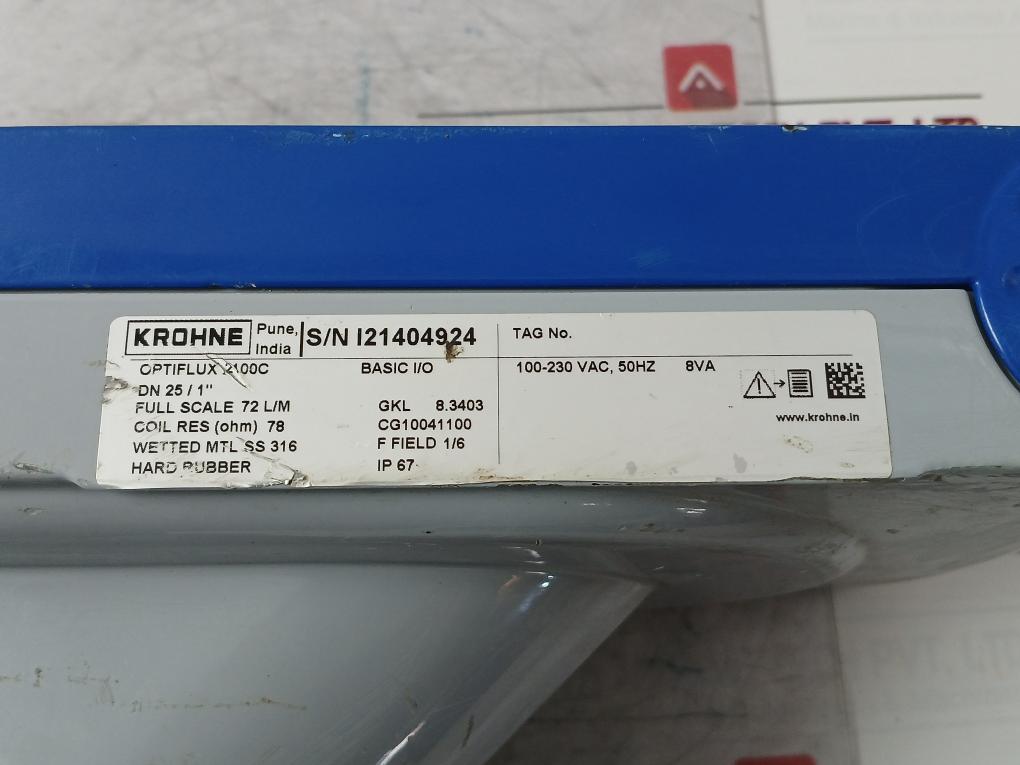 KROHNE Pune, India S/N I21404924
OPTIFLUX 2100C BASIC I/O
DN 25 / 1"
FULL SCALE 72 L/M GKL 8.3403
COIL RES (ohm) 78 CG10041100
WETTED MTL SS 316 F FIELD 1/6
HARD RUBBER IP 67
TAG No.
100-230 VAC, 50HZ 8VA
www.krohne.in